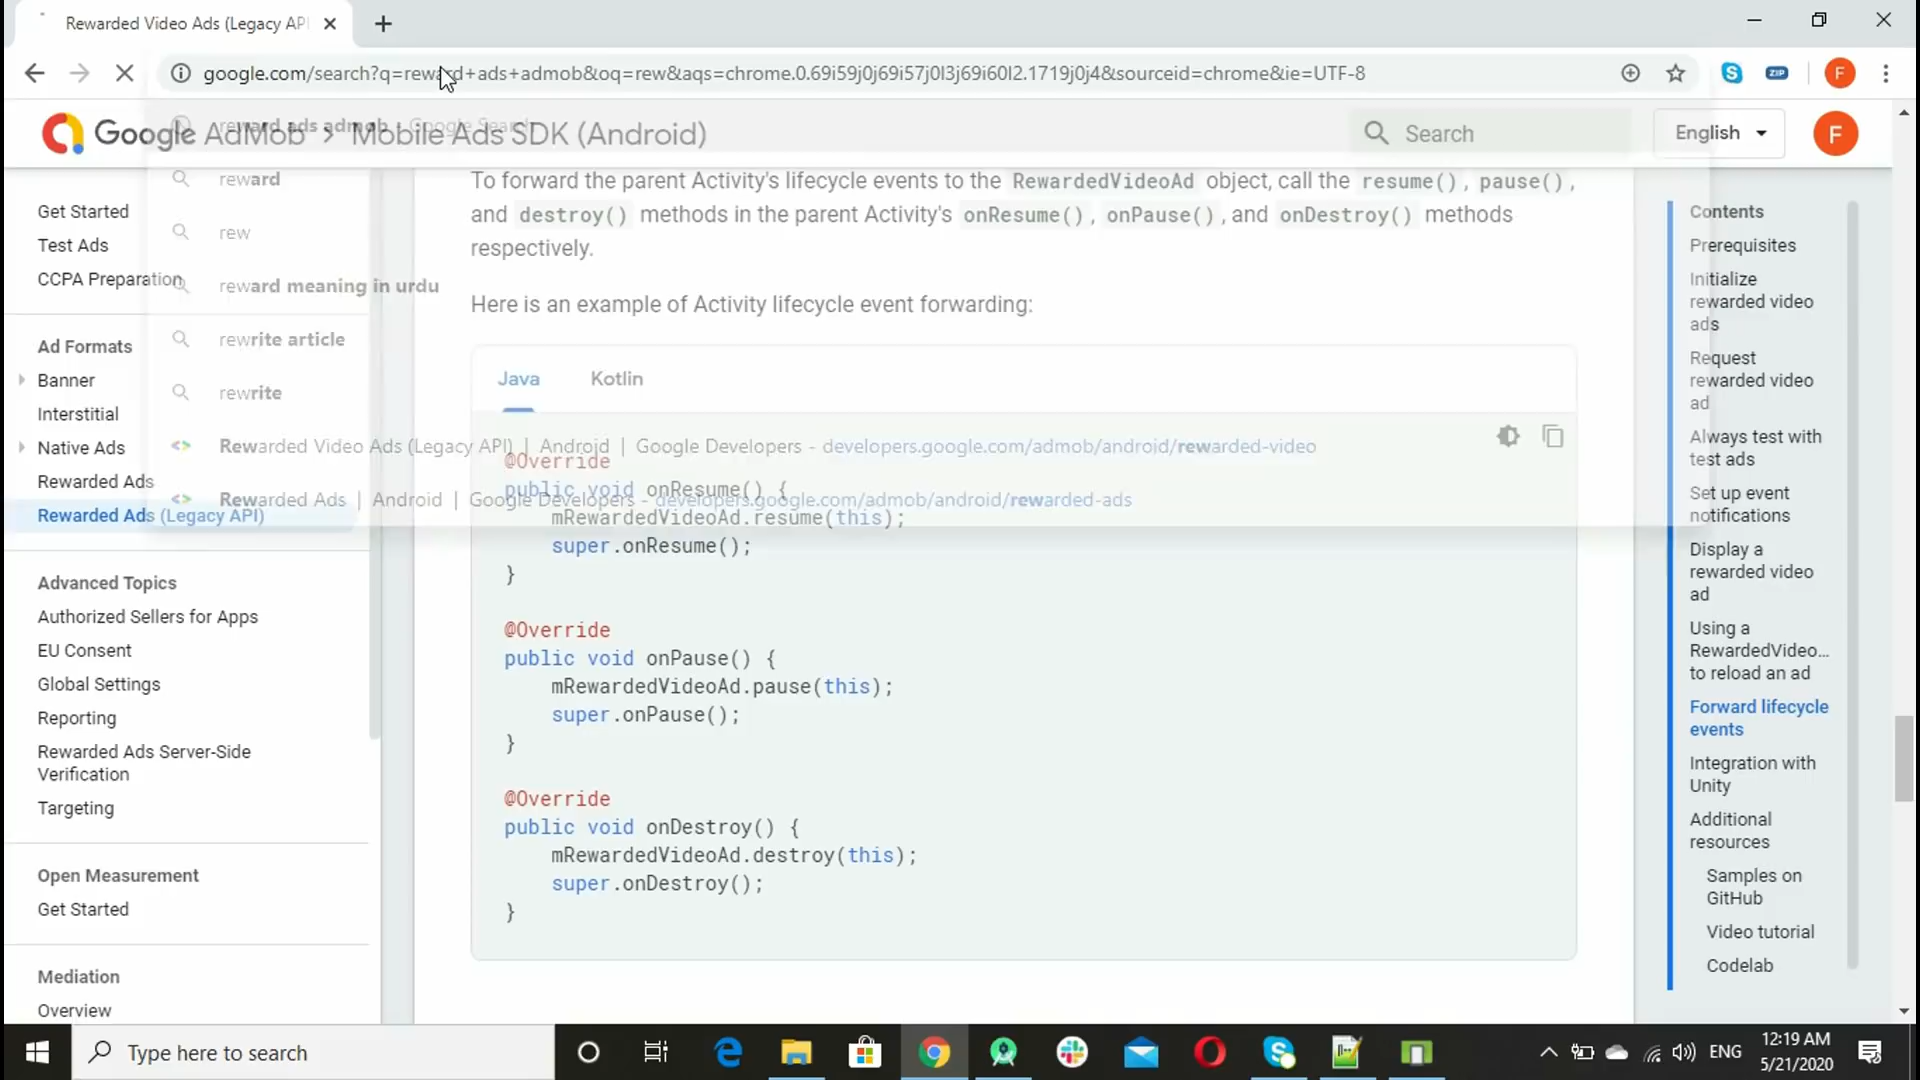 Rewarded Video Ads (Legacy API
google.com/search?q=reward+ads+admob&oq=rew&aqs=chrome.0.69i59j0j69i57j0l3j69i60l2.1719j0j4&sourceid=chrome&ie=UTF-8
F
reward ads admob - Google Search
Google AdMob > Mobile Ads SDK (Android)
Search
English
F
reward
rew
reward meaning in urdu
rewrite article
rewrite
Rewarded Video Ads (Legacy API) | Android | Google Developers - developers.google.com/admob/android/rewarded-video
Rewarded Ads | Android | Google Developers - developers.google.com/admob/android/rewarded-ads
Get Started
Test Ads
CCPA Preparation
Ad Formats
Banner
Interstitial
Native Ads
Rewarded Ads
Rewarded Ads (Legacy API)
Advanced Topics
Authorized Sellers for Apps
EU Consent
Global Settings
Reporting
Rewarded Ads Server-Side
Verification
Targeting
Open Measurement
Get Started
Mediation
Overview
To forward the parent Activity's lifecycle events to the RewardedVideoAd object, call the resume(), pause(),
and destroy() methods in the parent Activity's onResume(), onPause(), and onDestroy() methods
respectively.
Here is an example of Activity lifecycle event forwarding:
Java
Kotlin
@Override
public void onResume() {
mRewardedVideoAd.resume(this);
super.onResume();
}
@Override
public void onPause() {
mRewardedVideoAd.pause(this);
super.onPause();
}
@Override
public void onDestroy() {
mRewardedVideoAd.destroy(this);
super.onDestroy();
}
Contents
Prerequisites
Initialize
rewarded video
ads
Request
rewarded video
ad
Always test with
test ads
Set up event
notifications
Display a
rewarded video
ad
Using a
RewardedVideo...
to reload an ad
Forward lifecycle
events
Integration with
Unity
Additional
resources
Samples on
GitHub
Video tutorial
Codelab
Type here to search
ENG
12:19 AM
5/21/2020